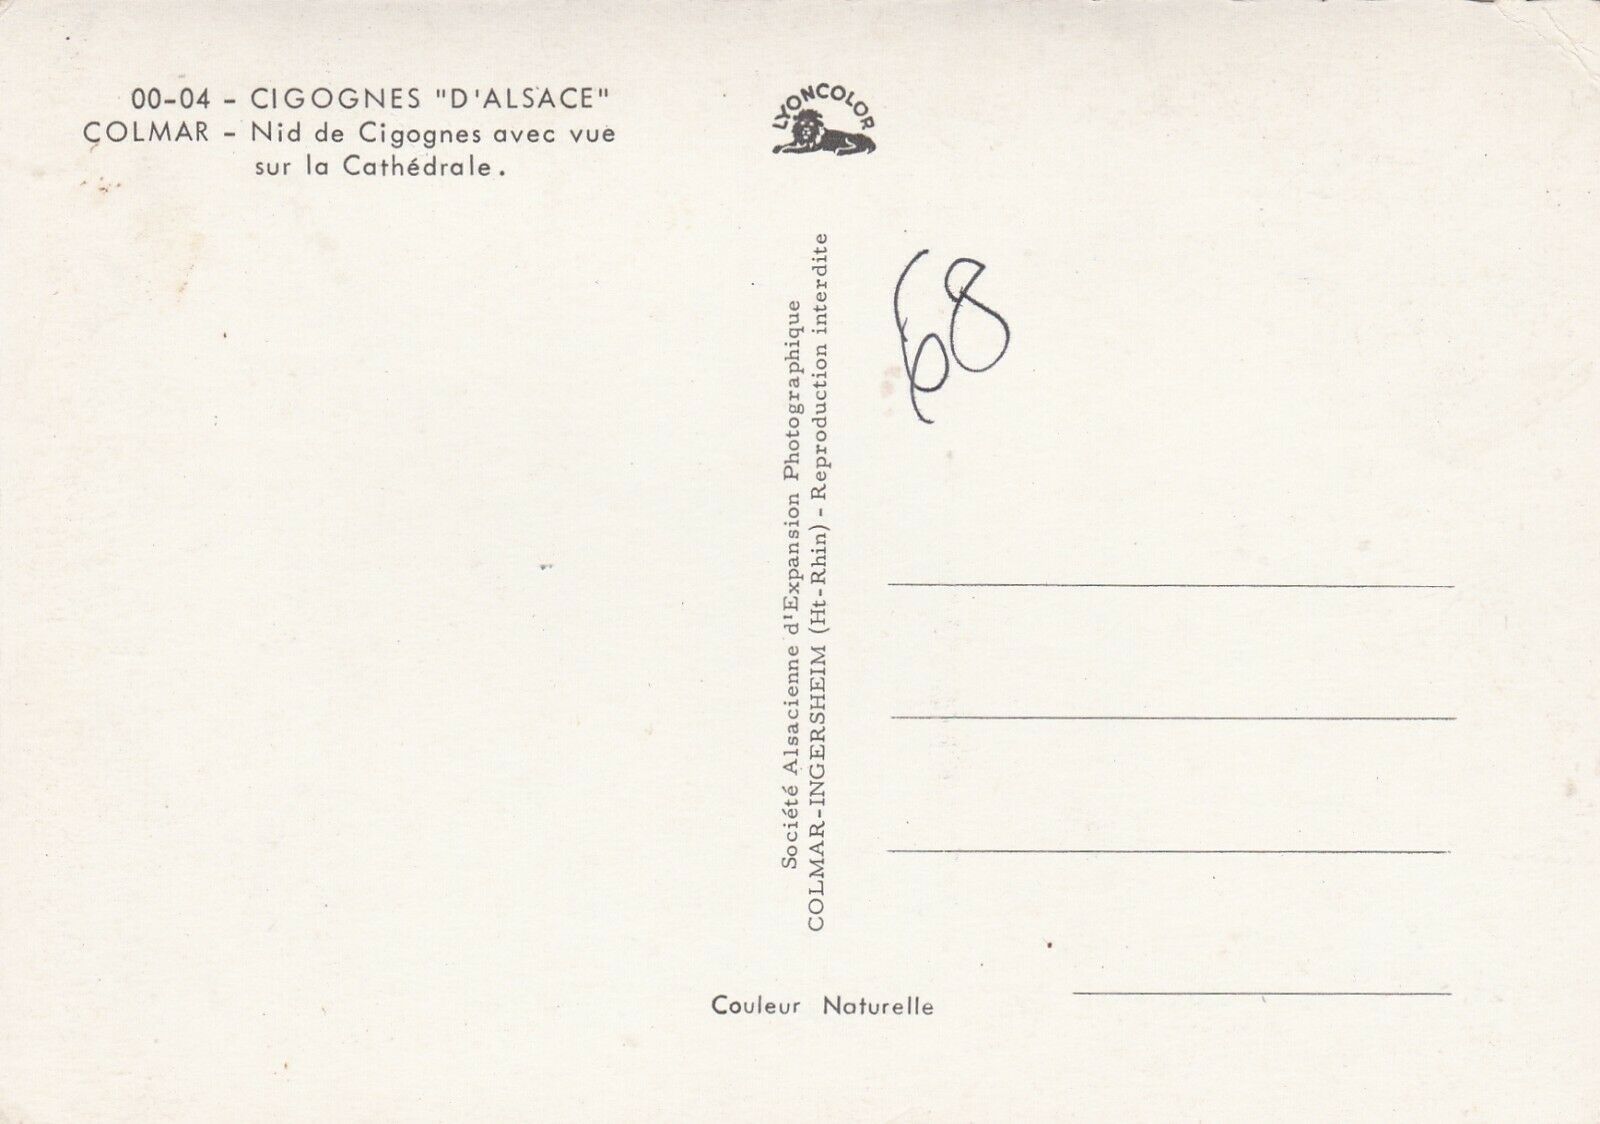 00-04 - CIGOGNES "D'ALSACE"
COLMAR - Nid de Cigognes avec vue
sur la Cathédrale.
LYONCOLOR
Société Alsacienne d'Expansion Photographique
COLMAR-INGERSHEIM (Ht-Rhin) - Reproduction interdite
68
Couleur Naturelle